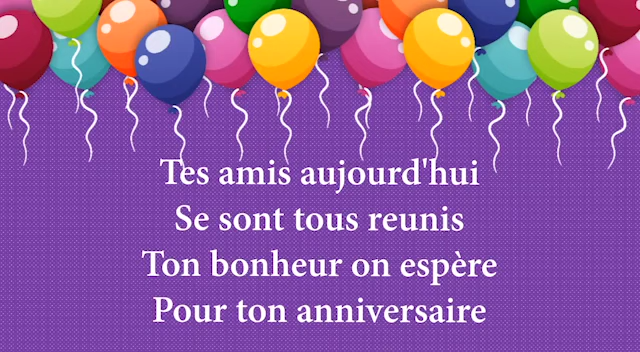 Tes amis aujourd'hui
Se sont tous reunis
Ton bonheur on espère
Pour ton anniversaire